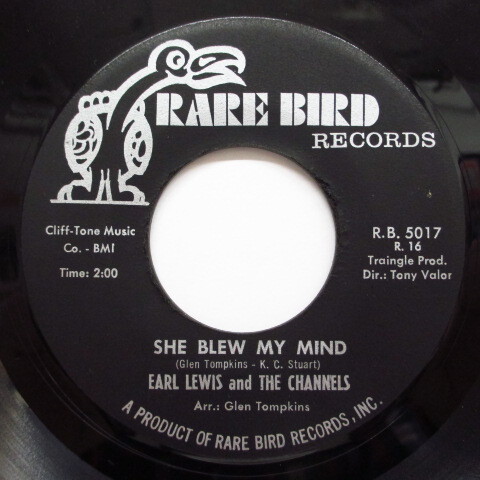 RARE BIRD
RECORDS
Cliff-Tone Music
Co. - BMI
Time: 2:00
R.B. 5017
R. 16
Traingle Prod.
Dir.: Tony Valor
SHE BLEW MY MIND
(Glen Tompkins - K. C. Stuart)
EARL LEWIS and THE CHANNELS
Arr.: Glen Tompkins
A PRODUCT OF RARE BIRD RECORDS, INC.